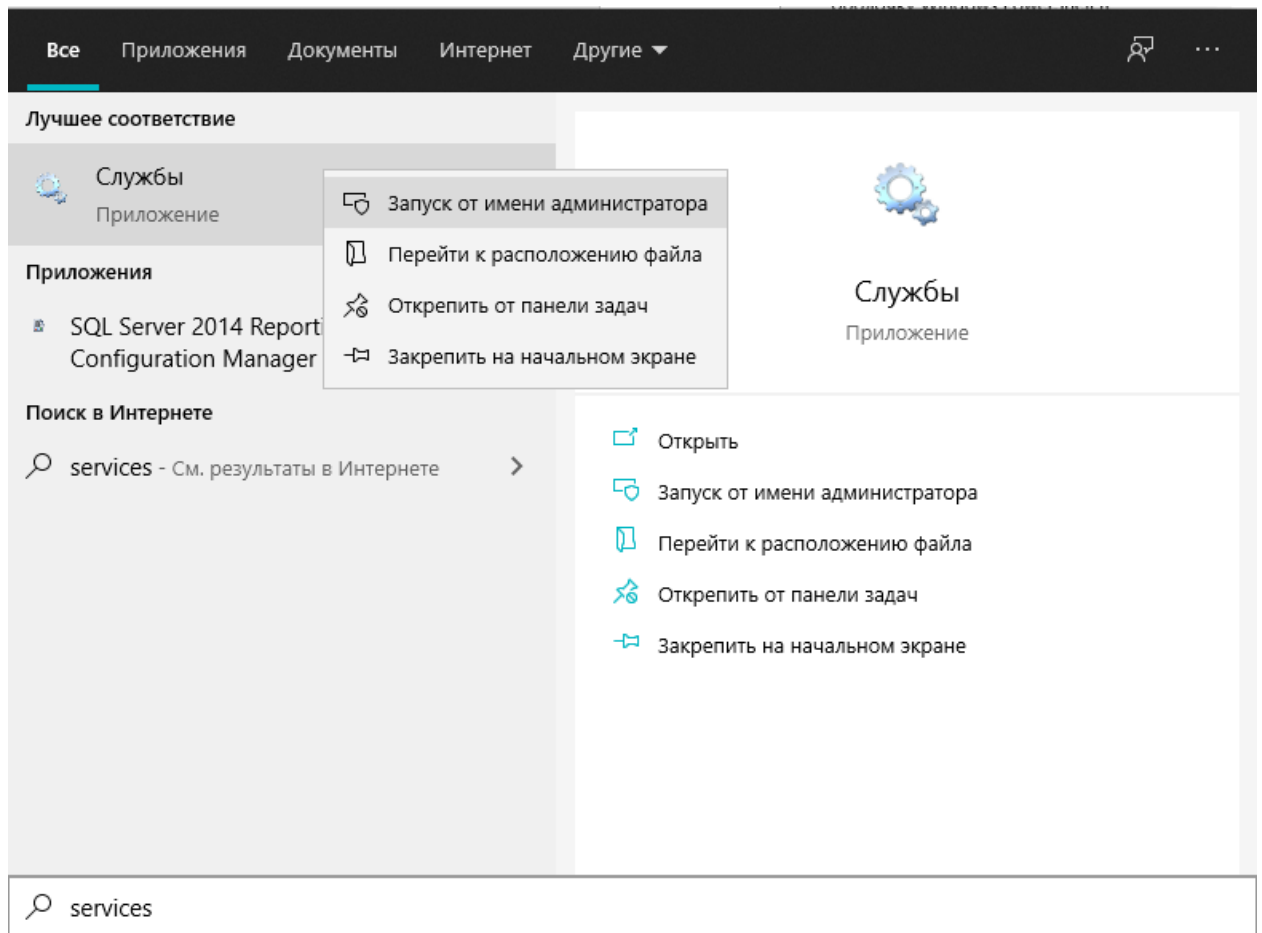 Все Приложения Документы Интернет Другие
Лучшее соответствие
Службы
Приложение
Запуск от имени администратора
Перейти к расположению файла
Открепить от панели задач
Закрепить на начальном экране
Приложения
SQL Server 2014 Reporti
Configuration Manager
Поиск в Интернете
services - См. результаты в Интернете
Службы
Приложение
Открыть
Запуск от имени администратора
Перейти к расположению файла
Открепить от панели задач
Закрепить на начальном экране
services